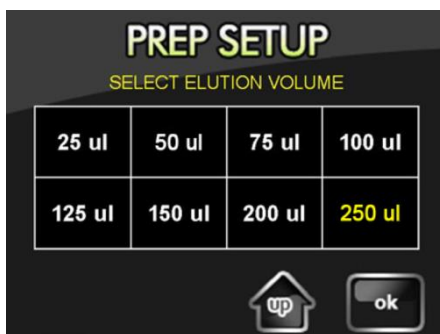 PREP SETUP
SELECT ELUTION VOLUME
25 ul 50 ul 75 ul 100 ul
125 ul 150 ul 200 ul 250 ul
up ok